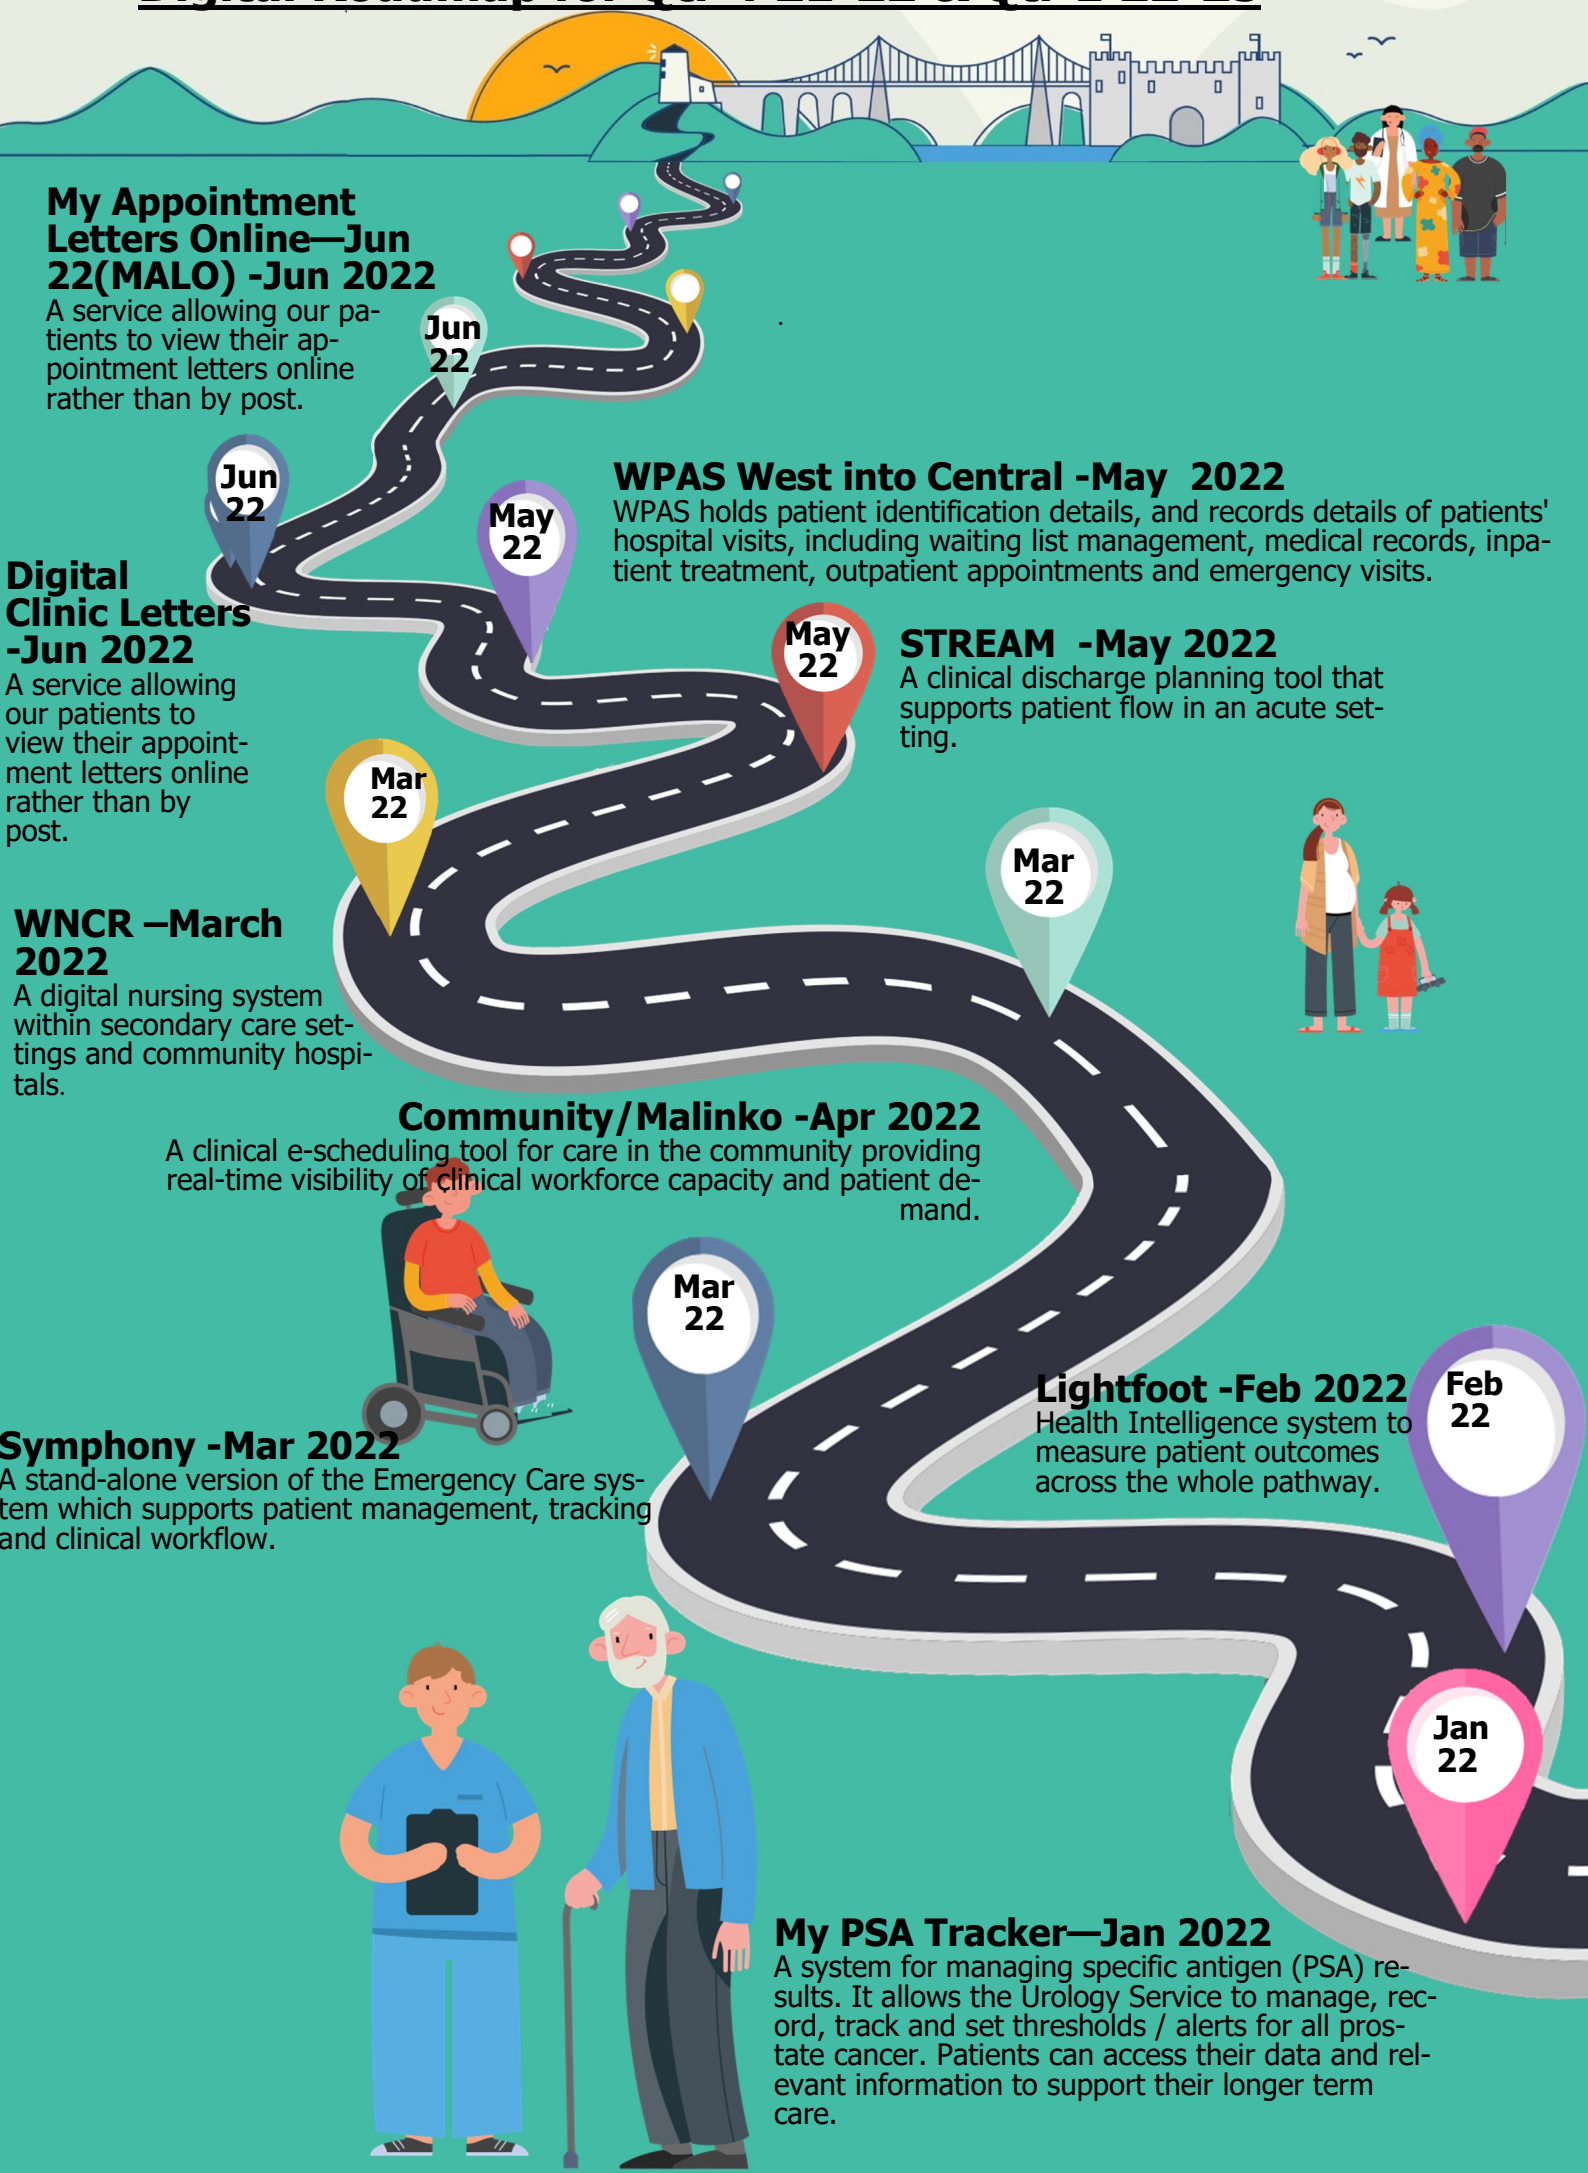 Digital Roadmap for Qtr 4 21-22 & Qtr 1 22-23
My Appointment
Letters Online—Jun
22(MALO) -Jun 2022
A service allowing our pa-
tients to view their ap-
pointment letters online
rather than by post.
Jun
22
Jun
22
Digital
Clinic Letters
-Jun 2022
A service allowing
our patients to
view their appoint-
ment letters online
rather than by
post.
May
22
WPAS West into Central -May 2022
WPAS holds patient identification details, and records details of patients'
hospital visits, including waiting list management, medical records, inpa-
tient treatment, outpatient appointments and emergency visits.
May
22
STREAM -May 2022
A clinical discharge planning tool that
supports patient flow in an acute set-
ting.
Mar
22
WNCR –March
2022
A digital nursing system
within secondary care set-
tings and community hospi-
tals.
Mar
22
Community/Malinko -Apr 2022
A clinical e-scheduling tool for care in the community providing
real-time visibility of clinical workforce capacity and patient de-
mand.
Mar
22
Symphony -Mar 2022
A stand-alone version of the Emergency Care sys-
tem which supports patient management, tracking
and clinical workflow.
Lightfoot -Feb 2022
Health Intelligence system to
measure patient outcomes
across the whole pathway.
Feb
22
Jan
22
My PSA Tracker—Jan 2022
A system for managing specific antigen (PSA) re-
sults. It allows the Urology Service to manage, rec-
ord, track and set thresholds / alerts for all pros-
tate cancer. Patients can access their data and rel-
evant information to support their longer term
care.